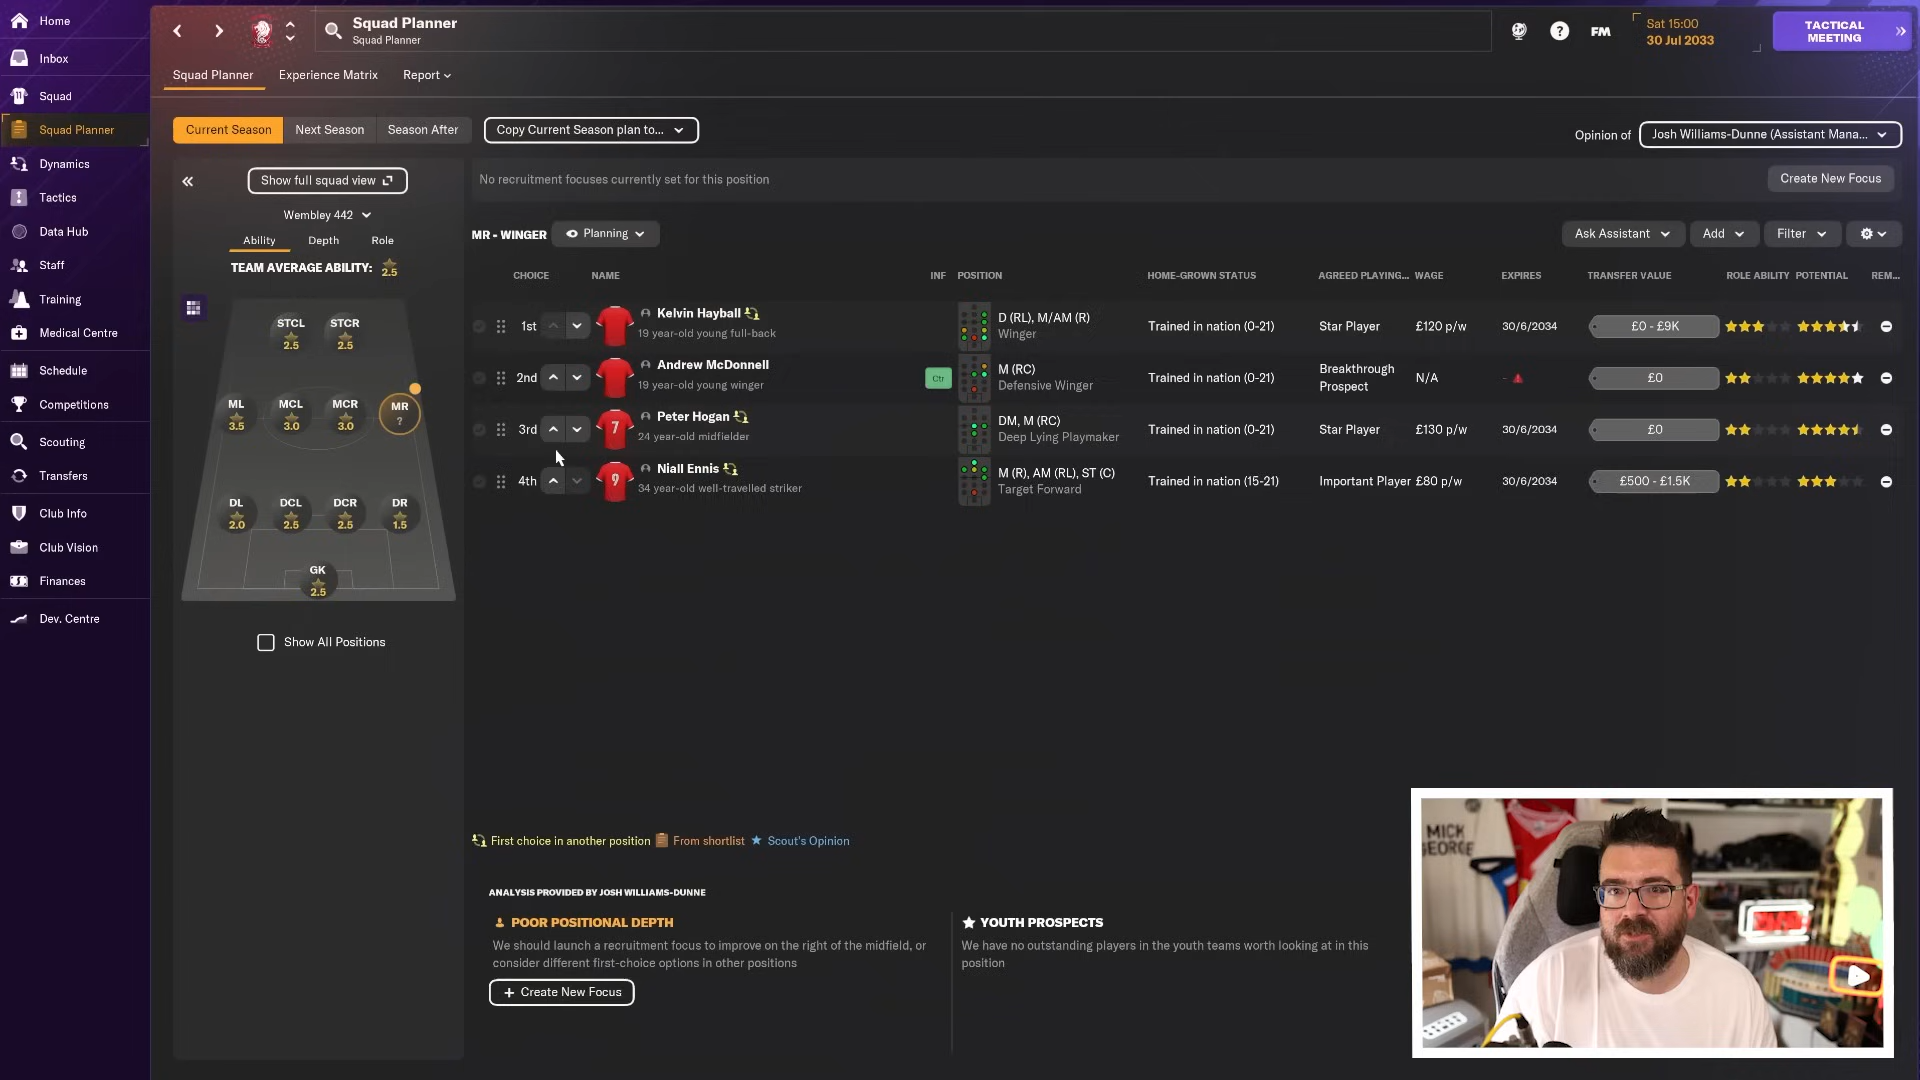 Home
Inbox
Squad
Squad Planner
Dynamics
Tactics
Data Hub
Staff
Training
Medical Centre
Schedule
Competitions
Scouting
Transfers
Club Info
Club Vision
Finances
Dev. Centre
Squad Planner
Squad Planner
FM
Sat 15:00
30 Jul 2033
TACTICAL
MEETING
Squad Planner
Experience Matrix
Report
Current Season
Next Season
Season After
Copy Current Season plan to...
Opinion of
Josh Williams-Dunne (Assistant Mana...
Show full squad view
Wembley 442
Ability
Depth
Role
TEAM AVERAGE ABILITY: 2.5
STCL 2.5
STCR 2.5
ML 3.5
MCL 3.0
MCR 3.0
MR ?
DL 2.0
DCL 2.5
DCR 2.5
DR 1.5
GK 2.5
Show All Positions
No recruitment focuses currently set for this position
Create New Focus
MR - WINGER
Planning
Ask Assistant
Add
Filter
CHOICE NAME INF POSITION HOME-GROWN STATUS AGREED PLAYING... WAGE EXPIRES TRANSFER VALUE ROLE ABILITY POTENTIAL REM...
1st Kelvin Hayball D (RL), M/AM (R) Trained in nation (0-21) Star Player £120 p/w 30/6/2034 £0 - £9K
19 year-old young full-back Winger
2nd Andrew McDonnell Ctr M (RC) Trained in nation (0-21) Breakthrough Prospect N/A - £0
19 year-old young winger Defensive Winger
3rd 7 Peter Hogan DM, M (RC) Trained in nation (0-21) Star Player £130 p/w 30/6/2034 £0
24 year-old midfielder Deep Lying Playmaker
4th 9 Niall Ennis M (R), AM (RL), ST (C) Trained in nation (15-21) Important Player £80 p/w 30/6/2034 £500 - £1.5K
34 year-old well-travelled striker Target Forward
First choice in another position From shortlist Scout's Opinion
ANALYSIS PROVIDED BY JOSH WILLIAMS-DUNNE
POOR POSITIONAL DEPTH
We should launch a recruitment focus to improve on the right of the midfield, or
consider different first-choice options in other positions
+ Create New Focus
YOUTH PROSPECTS
We have no outstanding players in the youth teams worth looking at in this
position
MICK
GEORGE